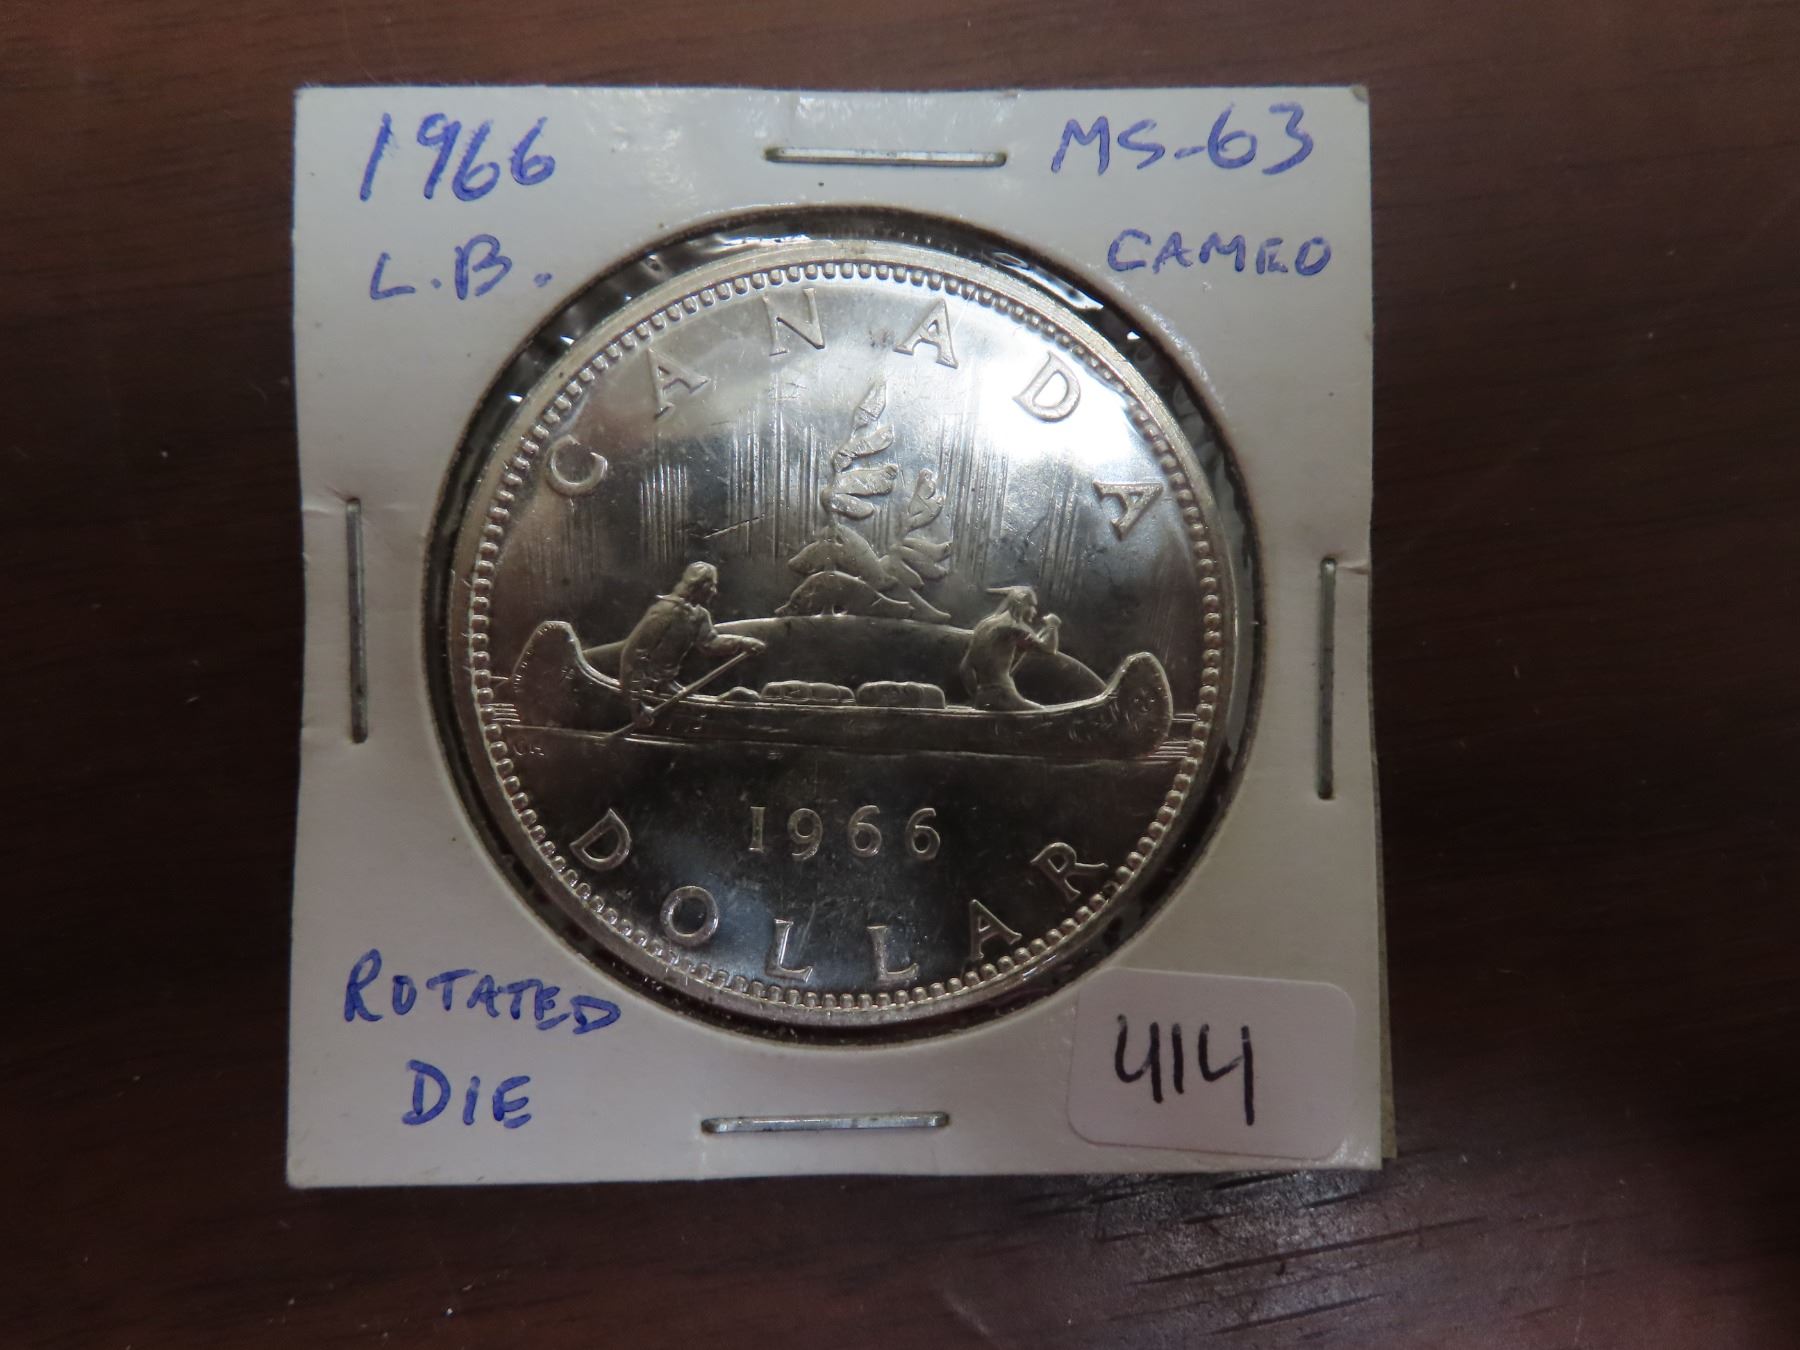 1966
MS-63
L.B.
CAMEO
CANADA
1966
DOLLAR
ROTATED
DIE
414